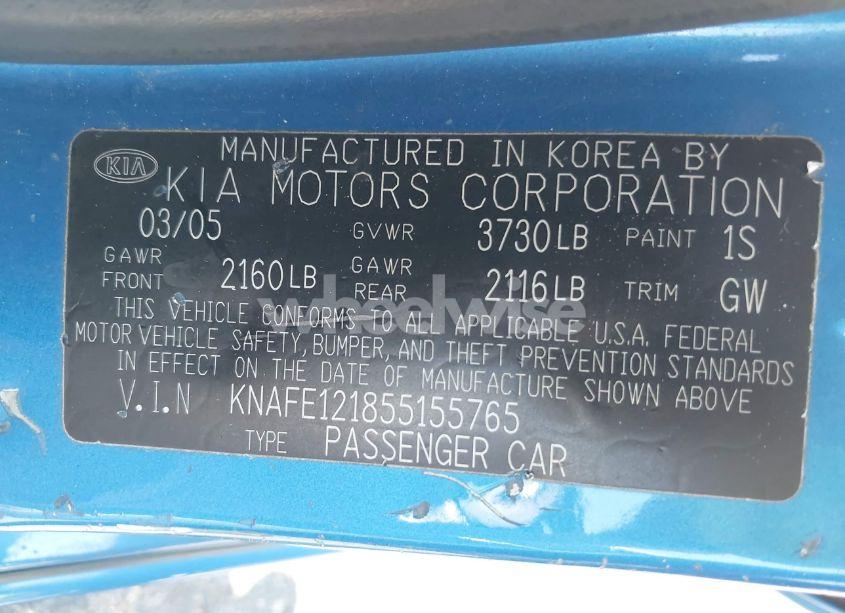 KIA MANUFACTURED IN KOREA BY
KIA MOTORS CORPORATION
03/05 GVWR 3730LB PAINT 1S
GAWR FRONT 2160LB GAWR REAR 2116LB TRIM GW
wheelwise
THIS VEHICLE CONFORMS TO ALL APPLICABLE U.S.A. FEDERAL
MOTOR VEHICLE SAFETY, BUMPER, AND THEFT PREVENTION STANDARDS
IN EFFECT ON THE DATE OF MANUFACTURE SHOWN ABOVE
V.I.N KNAFE121855155765
TYPE PASSENGER CAR